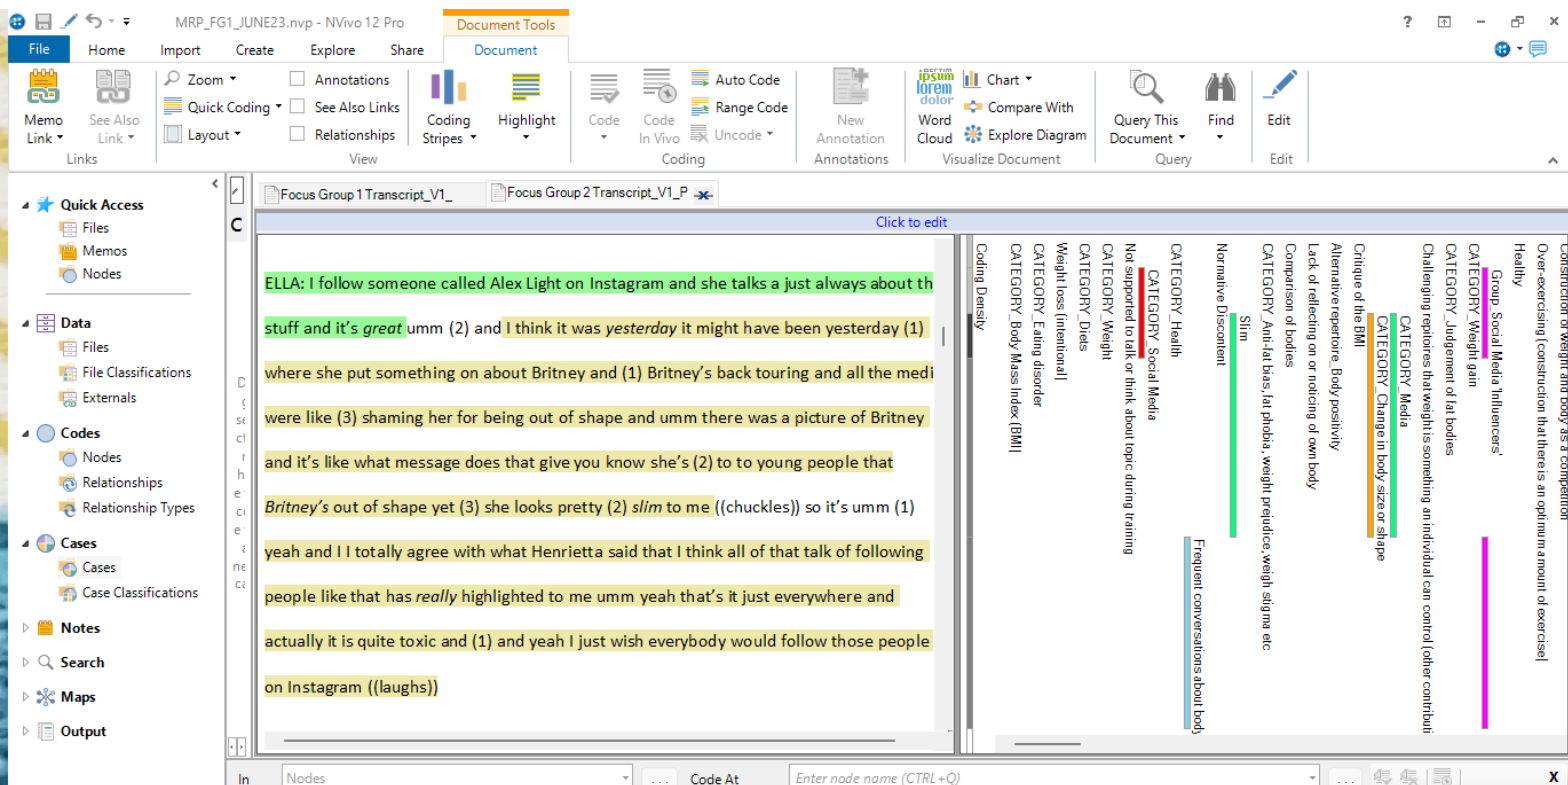 MRP_FG1_JUNE23.nvp - NVivo 12 Pro
Document Tools
?
File
Home
Import
Create
Explore
Share
Document
Memo Link
See Also Link
Links
Zoom
Quick Coding
Layout
Annotations
See Also Links
Relationships
View
Coding Stripes
Highlight
Code
Code In Vivo
Auto Code
Range Code
Uncode
Coding
New Annotation
Annotations
ipsum lorem dolor
Word Cloud
Chart
Compare With
Explore Diagram
Visualize Document
Query This Document
Find
Query
Edit
Edit
Quick Access
Files
Memos
Nodes
Data
Files
File Classifications
Externals
Codes
Nodes
Relationships
Relationship Types
Cases
Cases
Case Classifications
Notes
Search
Maps
Output
C
Focus Group 1 Transcript_V1_
Focus Group 2 Transcript_V1_P
Click to edit
ELLA: I follow someone called Alex Light on Instagram and she talks a just always about th
stuff and it's great umm (2) and I think it was yesterday it might have been yesterday (1)
where she put something on about Britney and (1) Britney's back touring and all the medi
were like (3) shaming her for being out of shape and umm there was a picture of Britney
and it's like what message does that give you know she's (2) to to young people that
Britney's out of shape yet (3) she looks pretty (2) slim to me ((chuckles)) so it's umm (1)
yeah and I I totally agree with what Henrietta said that I think all of that talk of following
people like that has really highlighted to me umm yeah that's it just everywhere and
actually it is quite toxic and (1) and yeah I just wish everybody would follow those people
on Instagram ((laughs))
Construction of weight and body as a competition
Over-exercising (construction that there is an optimum amount of exercise)
Healthy
Group_Social Media 'Influencers'
CATEGORY_Weight gain
CATEGORY_Judgement of fat bodies
Challenging repitoires that weight is something an individual can control (other contributi
CATEGORY_Media
CATEGORY_Change in body size or shape
Critique of the BMI
Alternative repertoire_Body positivity
Lack of reflecting on or noticing of own body
Comparison of bodies
CATEGORY_Anti-fat bias, fat phobia, weight prejudice, weigh stigma etc
Slim
Normative Discontent
Frequent conversations about body
CATEGORY_Health
CATEGORY_Social Media
Not supported to talk or think about topic during training
CATEGORY_Weight
CATEGORY_Diets
Weight loss (intentional)
CATEGORY_Eating disorder
CATEGORY_Body Mass Index (BMI)
Coding Density
In
Nodes
...
Code At
Enter node name (CTRL+Q)
...
X